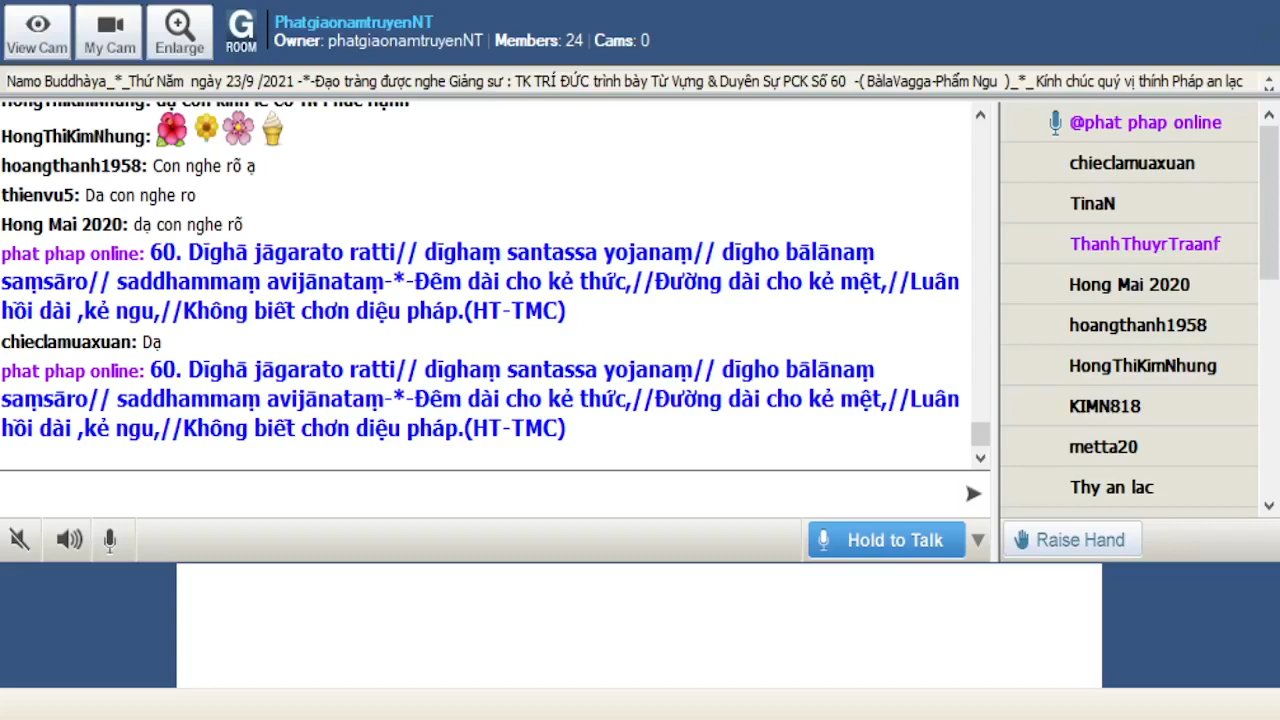 View Cam
My Cam
Enlarge
G
ROOM
PhatgiaonamtruyenNT
Owner: phatgiaonamtruyenNT | Members: 24 | Cams: 0
Namo Buddhàya_*_Thứ Năm ngày 23/9 /2021 -*-Đạo tràng được nghe Giảng sư : TK TRÍ ĐỨC trình bày Từ Vựng & Duyên Sự PCK Số 60 -( BàlaVagga-Phẩm Ngu )_*_ Kính chúc quý vị thính Pháp an lạc
HongThiKimNhung:
HongThiKimNhung:
hoangthanh1958: Con nghe rõ ạ
thienvu5: Da con nghe ro
Hong Mai 2020: dạ con nghe rõ
phat phap online: 60. Dīghā jāgarato ratti// dīghaṃ santassa yojanaṃ// dīgho bālānaṃ
saṃsāro// saddhammaṃ avijānataṃ-*-Đêm dài cho kẻ thức,//Đường dài cho kẻ mệt,//Luân
hồi dài ,kẻ ngu,//Không biết chơn diệu pháp.(HT-TMC)
chieclamuaxuan: Dạ
phat phap online: 60. Dīghā jāgarato ratti// dīghaṃ santassa yojanaṃ// dīgho bālānaṃ
saṃsāro// saddhammaṃ avijānataṃ-*-Đêm dài cho kẻ thức,//Đường dài cho kẻ mệt,//Luân
hồi dài ,kẻ ngu,//Không biết chơn diệu pháp.(HT-TMC)
@phat phap online
chieclamuaxuan
TinaN
ThanhThuyrTraanf
Hong Mai 2020
hoangthanh1958
HongThiKimNhung
KIMN818
metta20
Thy an lac
Hold to Talk
Raise Hand